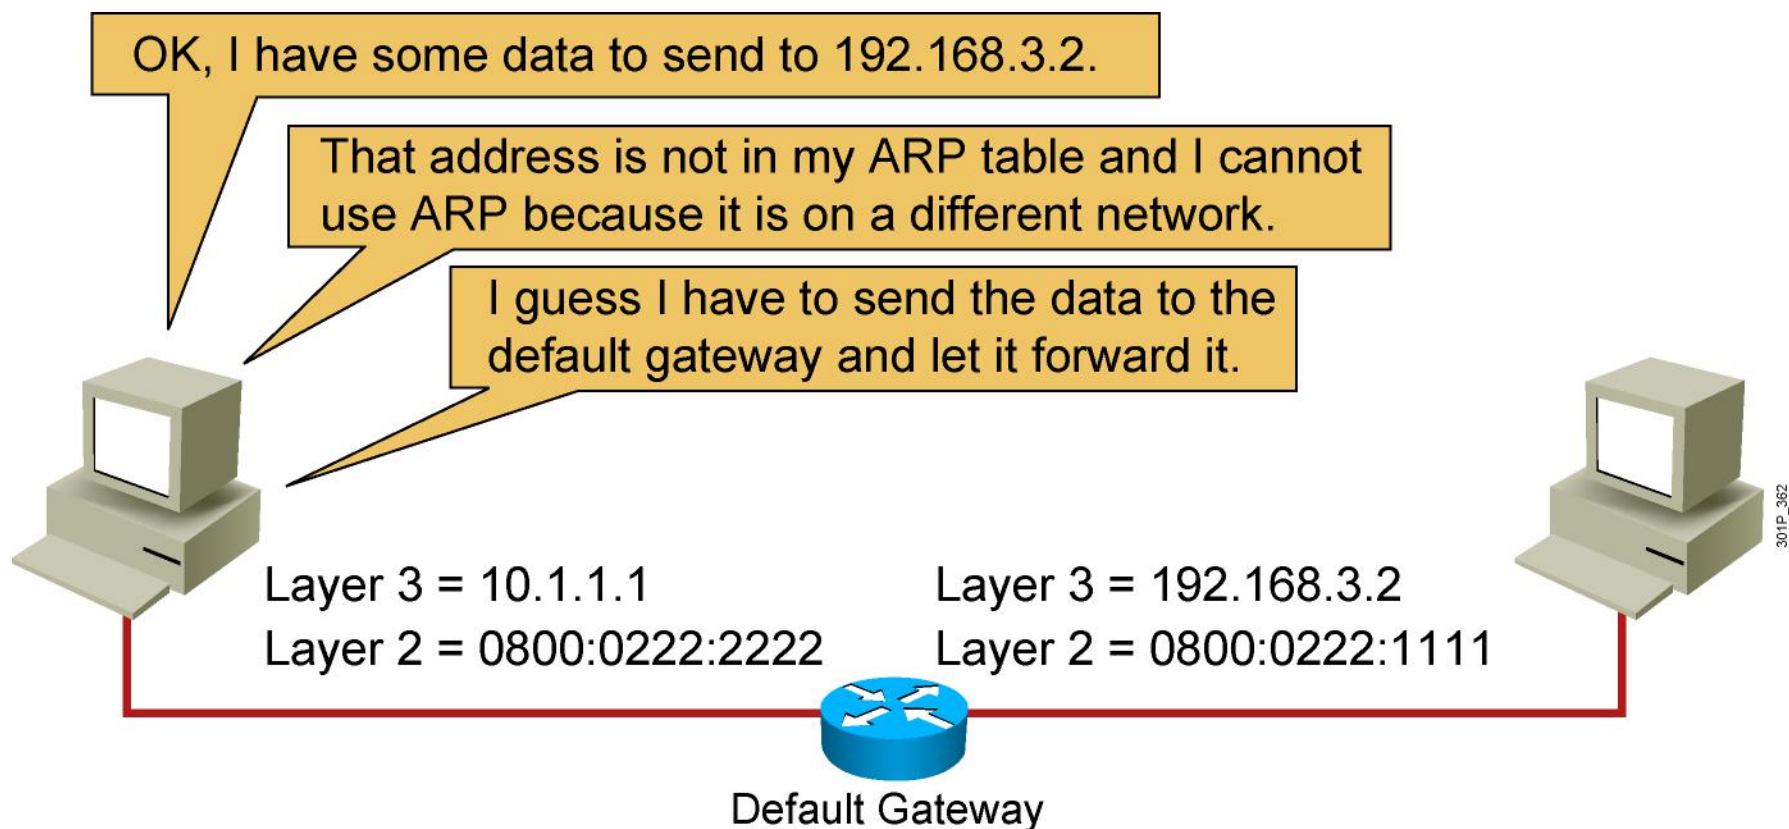 OK, I have some data to send to 192.168.3.2.
That address is not in my ARP table and I cannot
use ARP because it is on a different network.
I guess I have to send the data to the
default gateway and let it forward it.
Layer 3 = 10.1.1.1
Layer 2 = 0800:0222:2222
Layer 3 = 192.168.3.2
Layer 2 = 0800:0222:1111
Default Gateway
301P_362